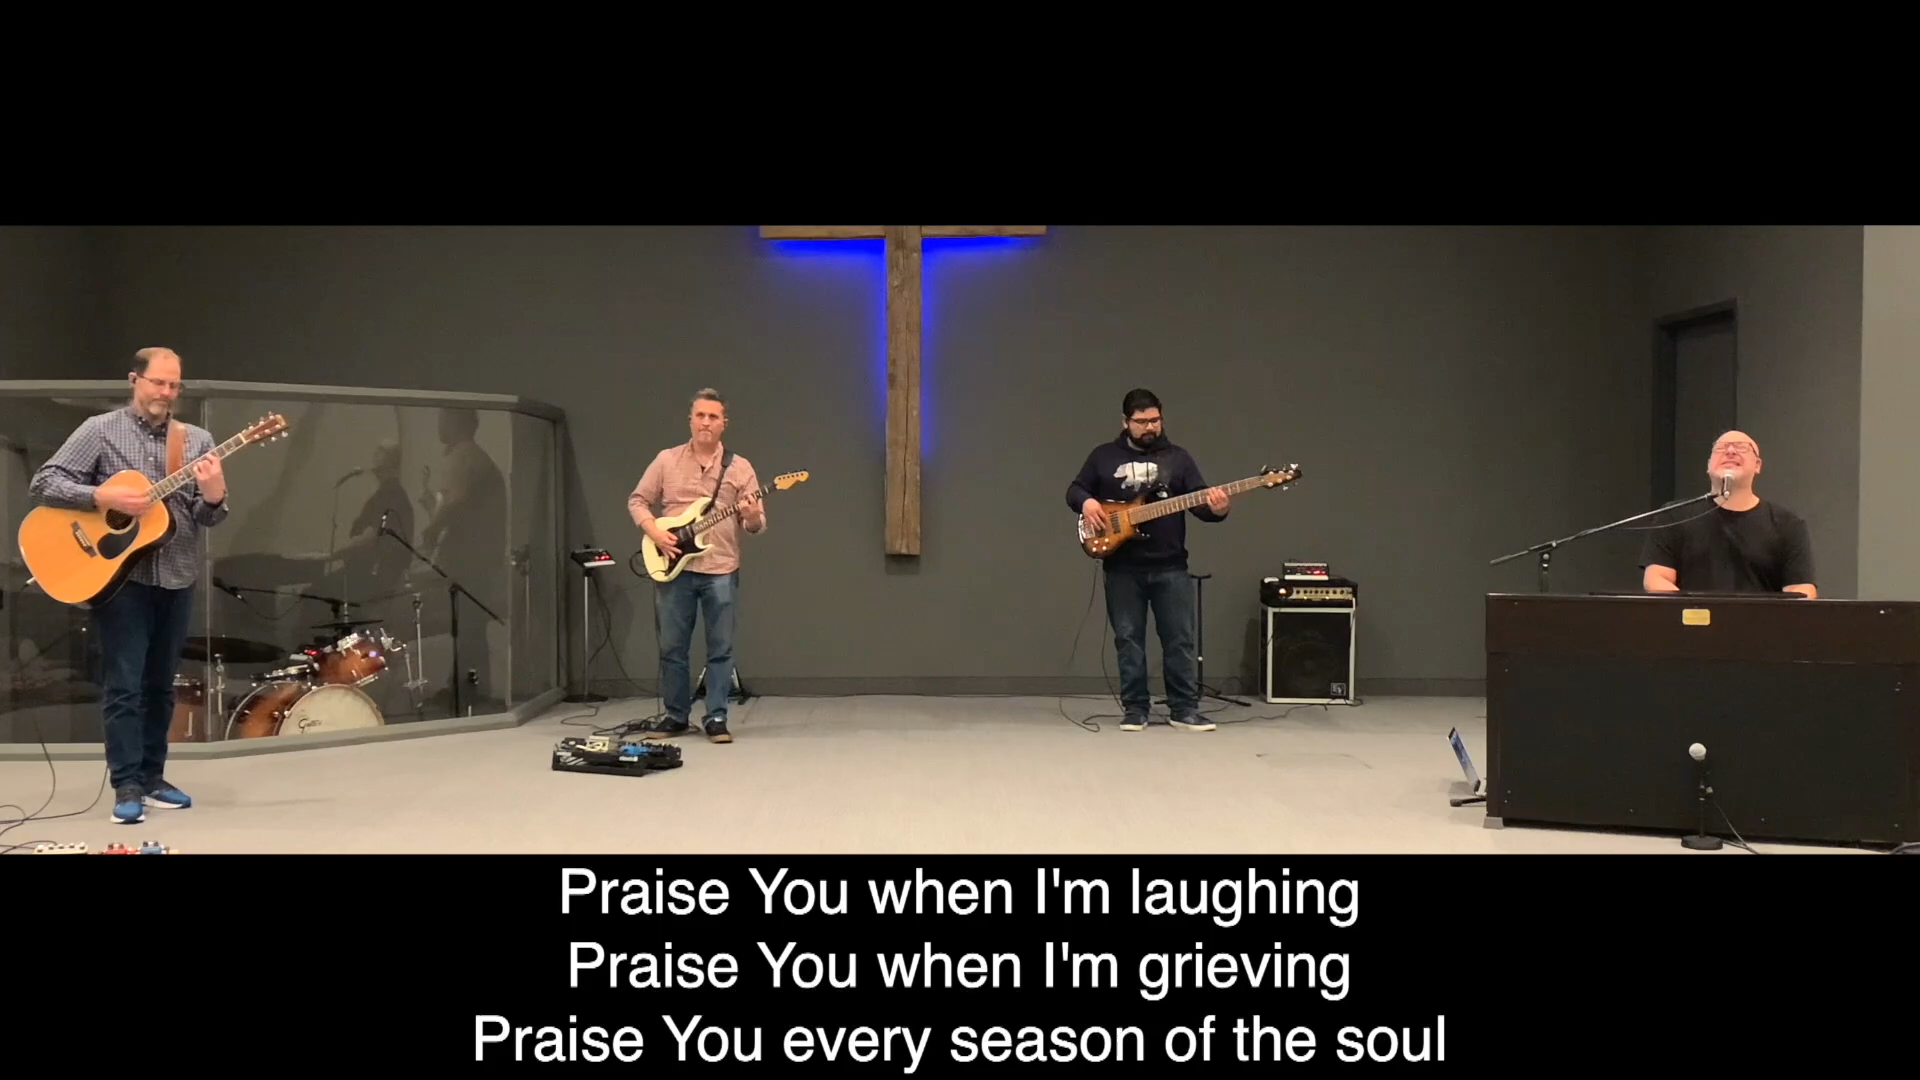 Praise You when I'm laughing
Praise You when I'm grieving
Praise You every season of the soul